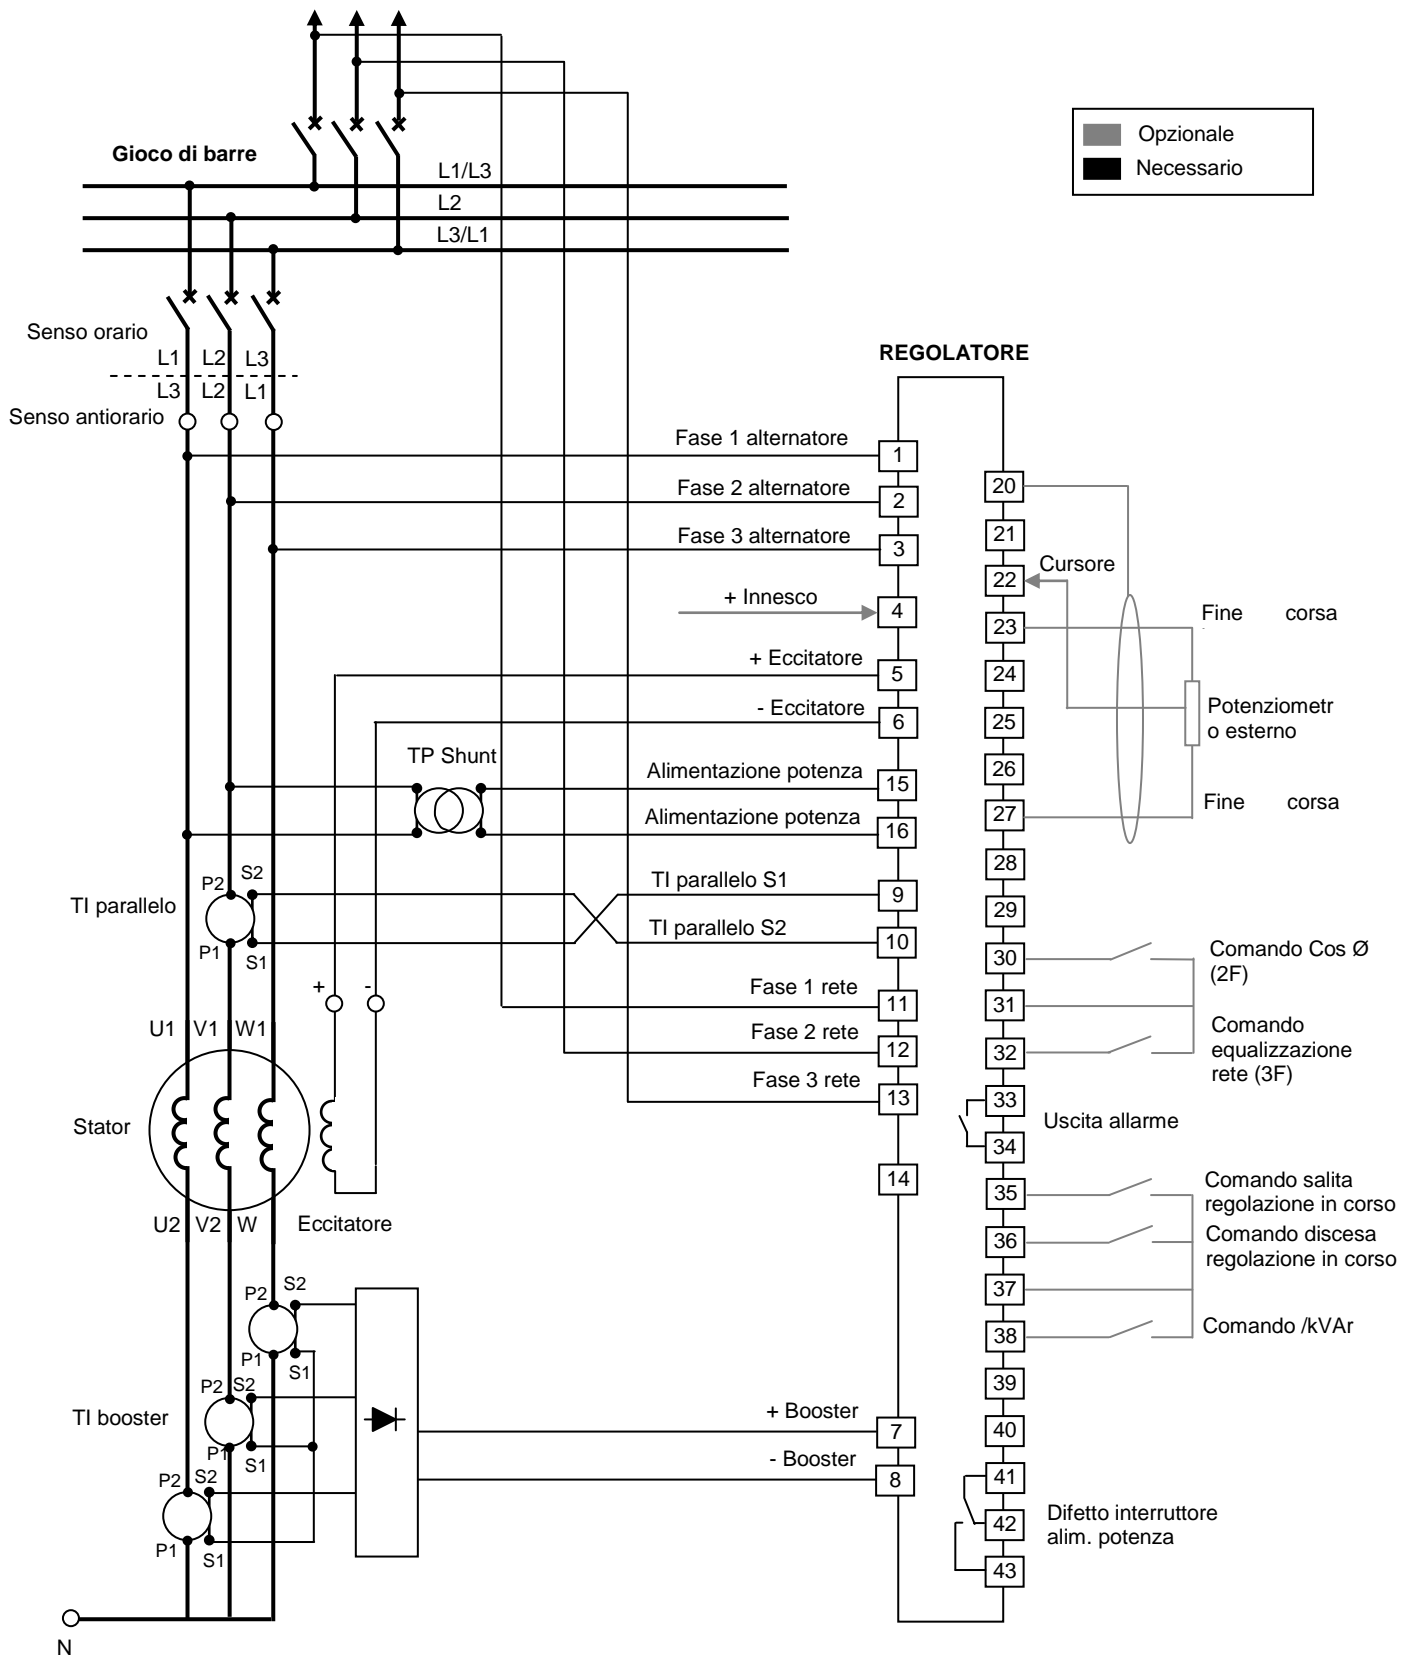 Opzionale
Necessario
Gioco di barre
L1/L3
L2
L3/L1
Senso orario
L1 L2 L3
L3 L2 L1
Senso antiorario
REGOLATORE
Fase 1 alternatore
1
Fase 2 alternatore
2
Fase 3 alternatore
3
+ Innesco
4
+ Eccitatore
5
- Eccitatore
6
TP Shunt
Alimentazione potenza
15
Alimentazione potenza
16
TI parallelo
P2
S2
P1
S1
TI parallelo S1
9
TI parallelo S2
10
Fase 1 rete
11
Fase 2 rete
12
Fase 3 rete
13
14
+ -
U1 V1 W1
Stator
U2 V2 W
Eccitatore
P2
S2
P1
S1
TI booster
P2
S2
P1
S1
P2
S2
P1
S1
+ Booster
7
- Booster
8
N
20
21
22
Cursore
23
Fine corsa
24
25
Potenziometr
o esterno
26
27
Fine corsa
28
29
30
Comando Cos Ø
(2F)
31
32
Comando
equalizzazione
rete (3F)
33
34
Uscita allarme
35
Comando salita
regolazione in corso
36
Comando discesa
regolazione in corso
37
38
Comando /kVAr
39
40
41
42
43
Difetto interruttore
alim. potenza